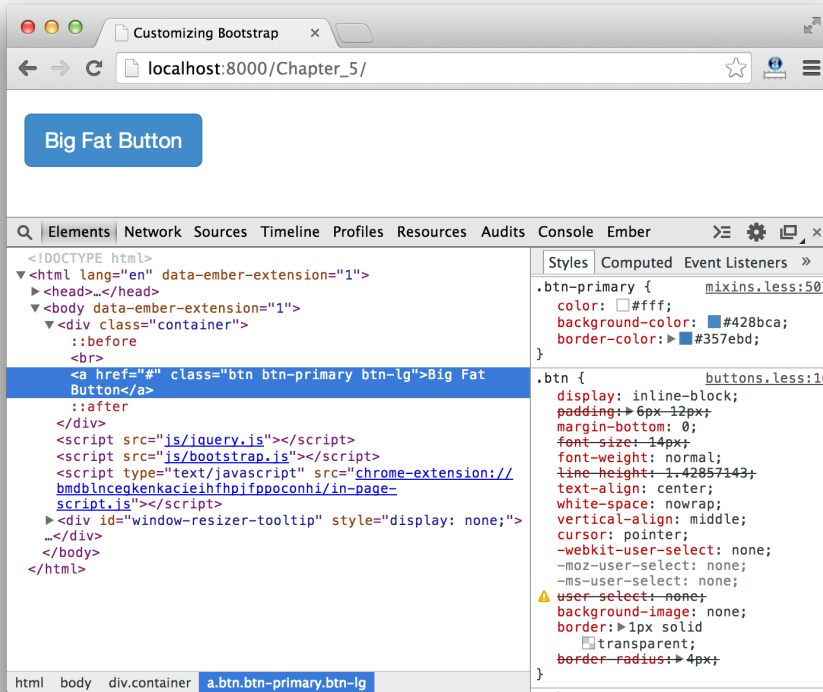 Customizing Bootstrap
localhost:8000/Chapter_5/
Big Fat Button
Elements Network Sources Timeline Profiles Resources Audits Console Ember
<!DOCTYPE html>
<html lang="en" data-ember-extension="1">
<head>…</head>
<body data-ember-extension="1">
<div class="container">
::before
<br>
<a href="#" class="btn btn-primary btn-lg">Big Fat
Button</a>
::after
</div>
<script src="js/jquery.js"></script>
<script src="js/bootstrap.js"></script>
<script type="text/javascript" src="chrome-extension://
bmdblncegkenkacieihfhpjfppoconhi/in-page-
script.js"></script>
<div id="window-resizer-tooltip" style="display: none;">
…</div>
</body>
</html>
html body div.container a.btn.btn-primary.btn-lg
Styles Computed Event Listeners »
.btn-primary { mixins.less:50
color: #fff;
background-color: #428bca;
border-color: #357ebd;
}
.btn { buttons.less:1
display: inline-block;
padding: 6px 12px;
margin-bottom: 0;
font-size: 14px;
font-weight: normal;
line-height: 1.42857143;
text-align: center;
white-space: nowrap;
vertical-align: middle;
cursor: pointer;
-webkit-user-select: none;
-moz-user-select: none;
-ms-user-select: none;
user-select: none;
background-image: none;
border: 1px solid
transparent;
border-radius: 4px;
}